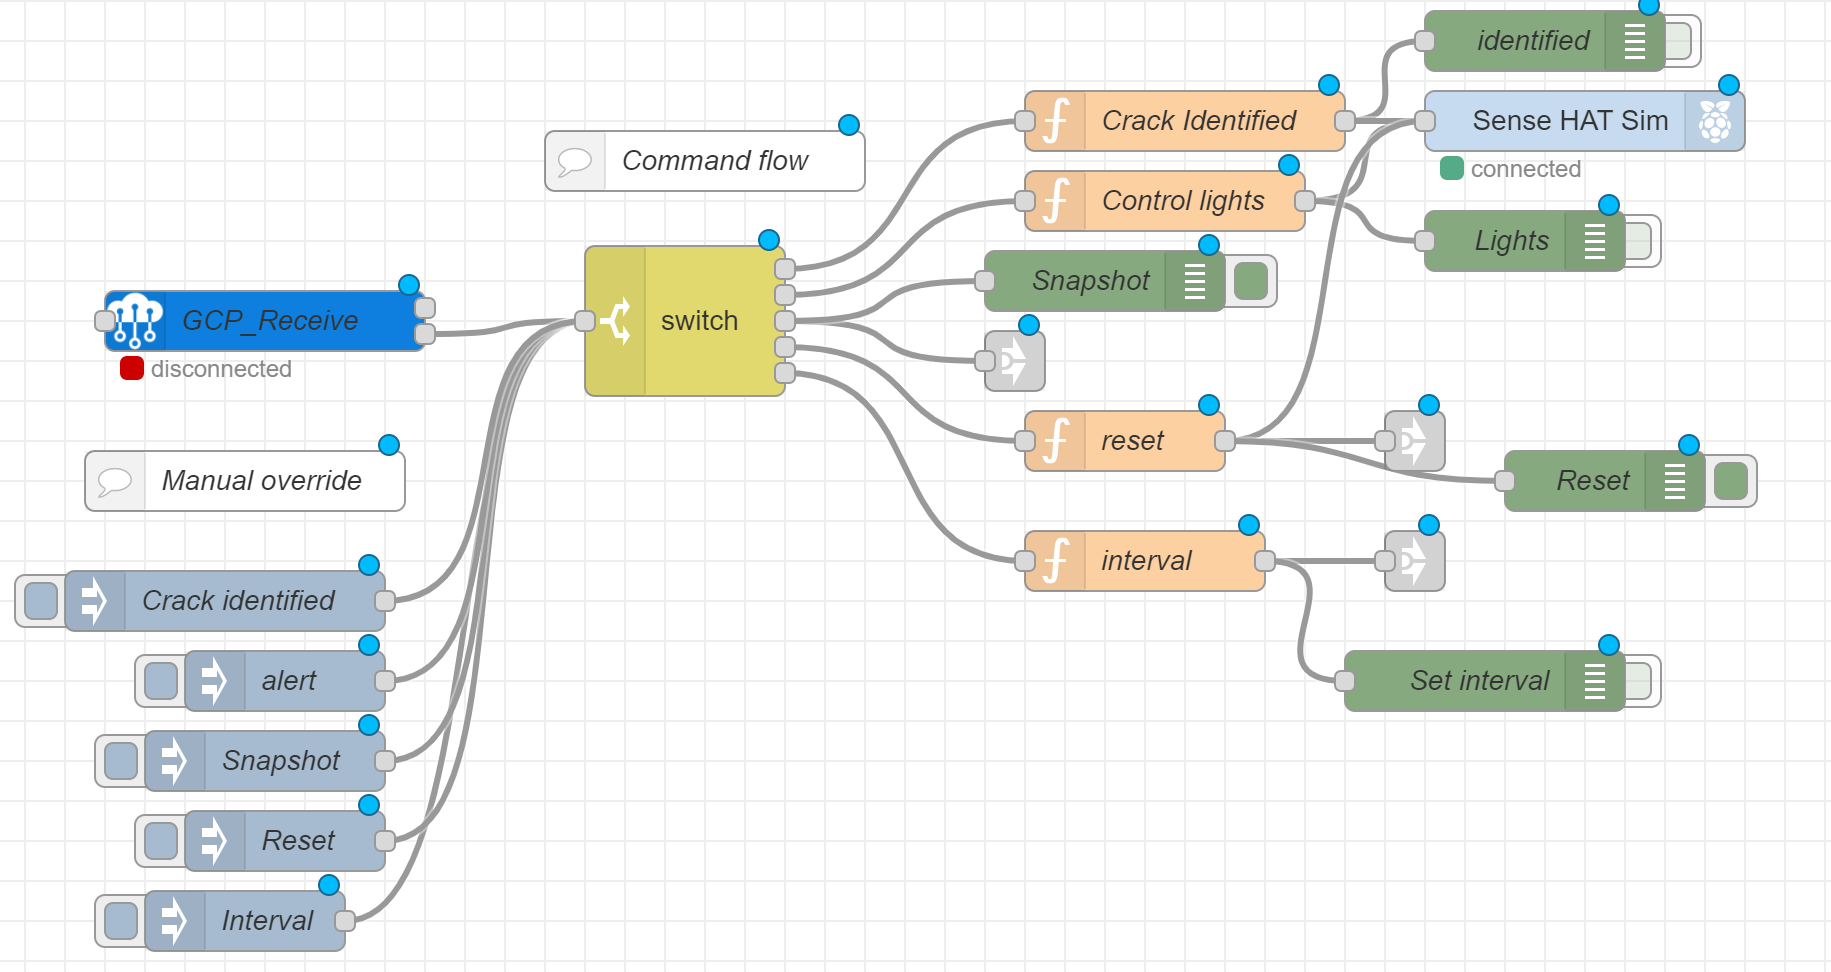 identified
Crack Identified
Sense HAT Sim
connected
Command flow
Control lights
Lights
Snapshot
GCP_Receive
disconnected
switch
reset
Manual override
Reset
interval
Crack identified
alert
Set interval
Snapshot
Reset
Interval